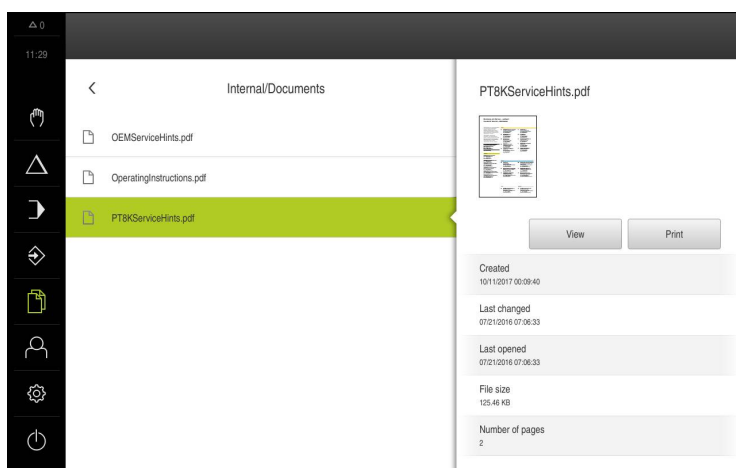 △ 0
11:29
Internal/Documents
OEMServiceHints.pdf
OperatingInstructions.pdf
PT8KServiceHints.pdf
PT8KServiceHints.pdf
View Print
Created
10/11/2017 00:09:40
Last changed
07/21/2016 07:06:33
Last opened
07/21/2016 07:06:33
File size
125.46 KB
Number of pages
2